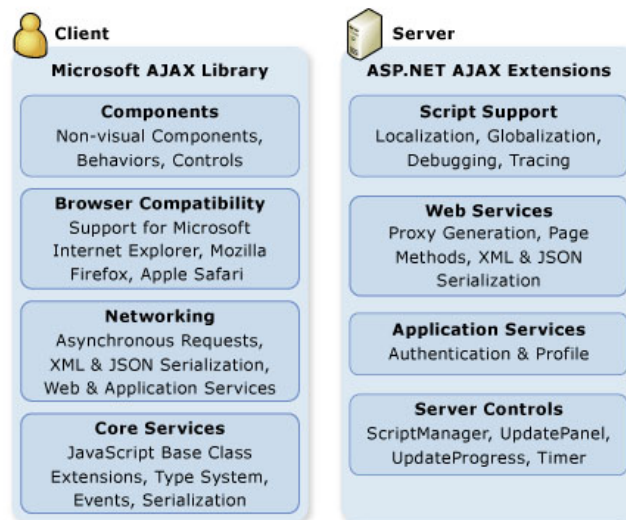 Client
Microsoft AJAX Library
Components
Non-visual Components,
Behaviors, Controls
Browser Compatibility
Support for Microsoft
Internet Explorer, Mozilla
Firefox, Apple Safari
Networking
Asynchronous Requests,
XML & JSON Serialization,
Web & Application Services
Core Services
JavaScript Base Class
Extensions, Type System,
Events, Serialization
Server
ASP.NET AJAX Extensions
Script Support
Localization, Globalization,
Debugging, Tracing
Web Services
Proxy Generation, Page
Methods, XML & JSON
Serialization
Application Services
Authentication & Profile
Server Controls
ScriptManager, UpdatePanel,
UpdateProgress, Timer